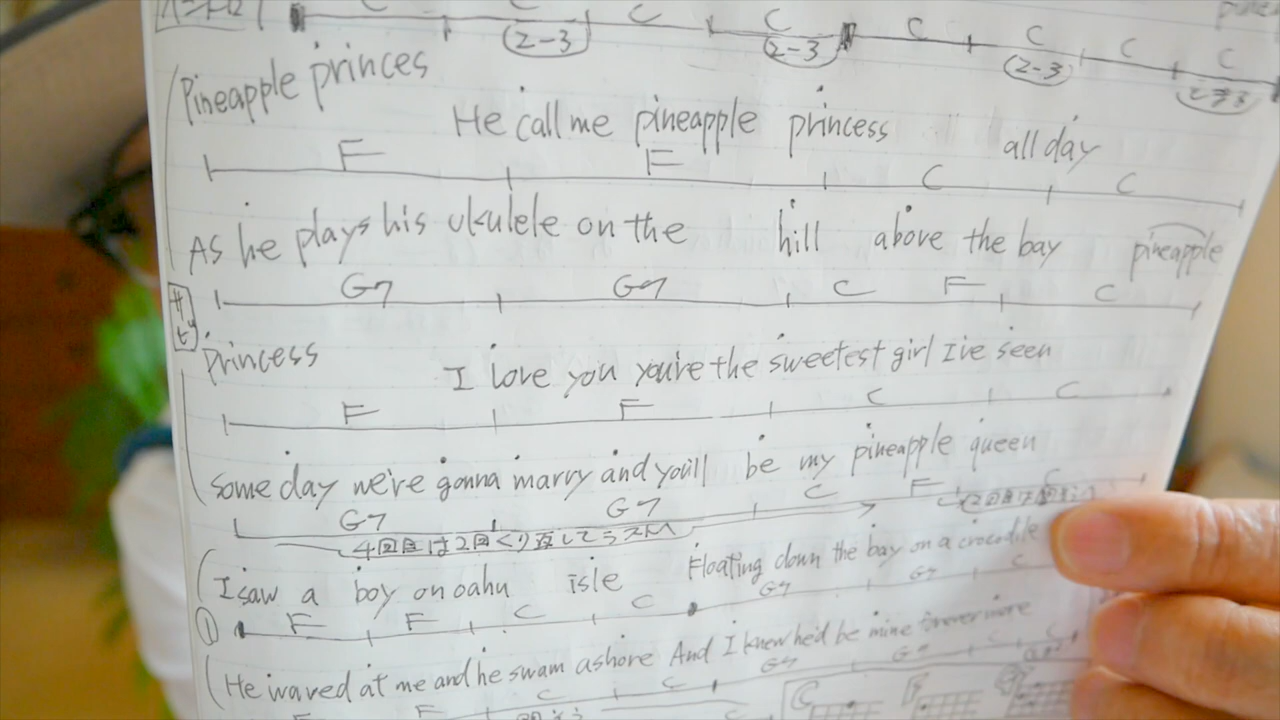 C C C C C C C C
2-3 2-3 2-3
Pineapple princes
He call me pineapple princess all day
F F C C
As he plays his ukulele on the hill above the bay pineapple
G7 G7 C F C
サビ
Princess I love you you're the sweetest girl I've seen
F F C C
Some day we're gonna marry and you'll be my pineapple queen
G7 G7 C F C
4回目は2回くり返して
I saw a boy on oahu isle Floating down the bay on a crocodile
① F F C C G7 G7 C
He waved at me and he swam ashore And I knew he'd be mine forever more
F F C C G7 G7 C C
C F